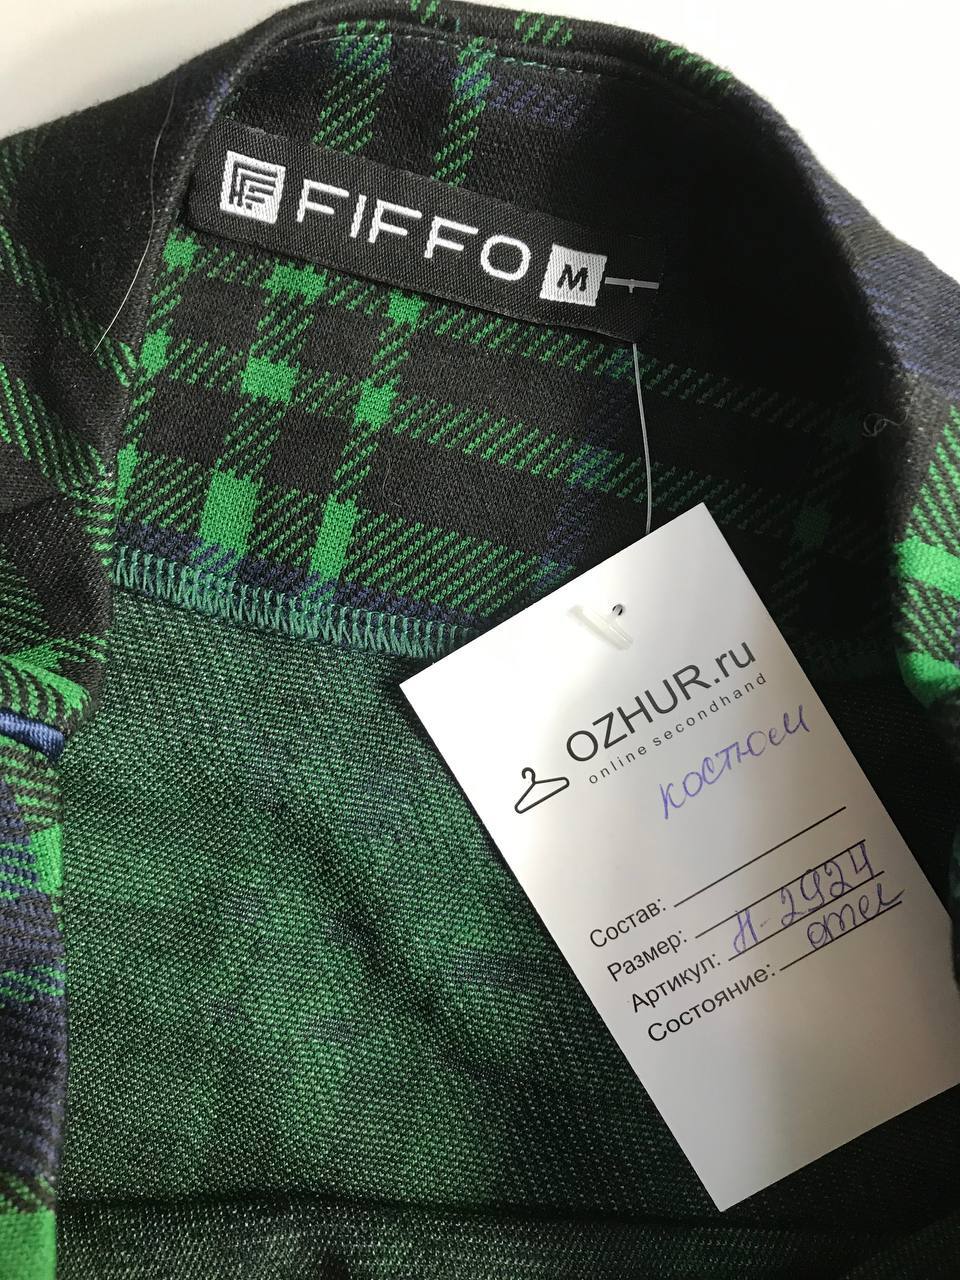 FIFFO M
OZHUR.ru
online secondhand
костюм
Состав:
Размер:
Артикул: Н-2924
Состояние: отл